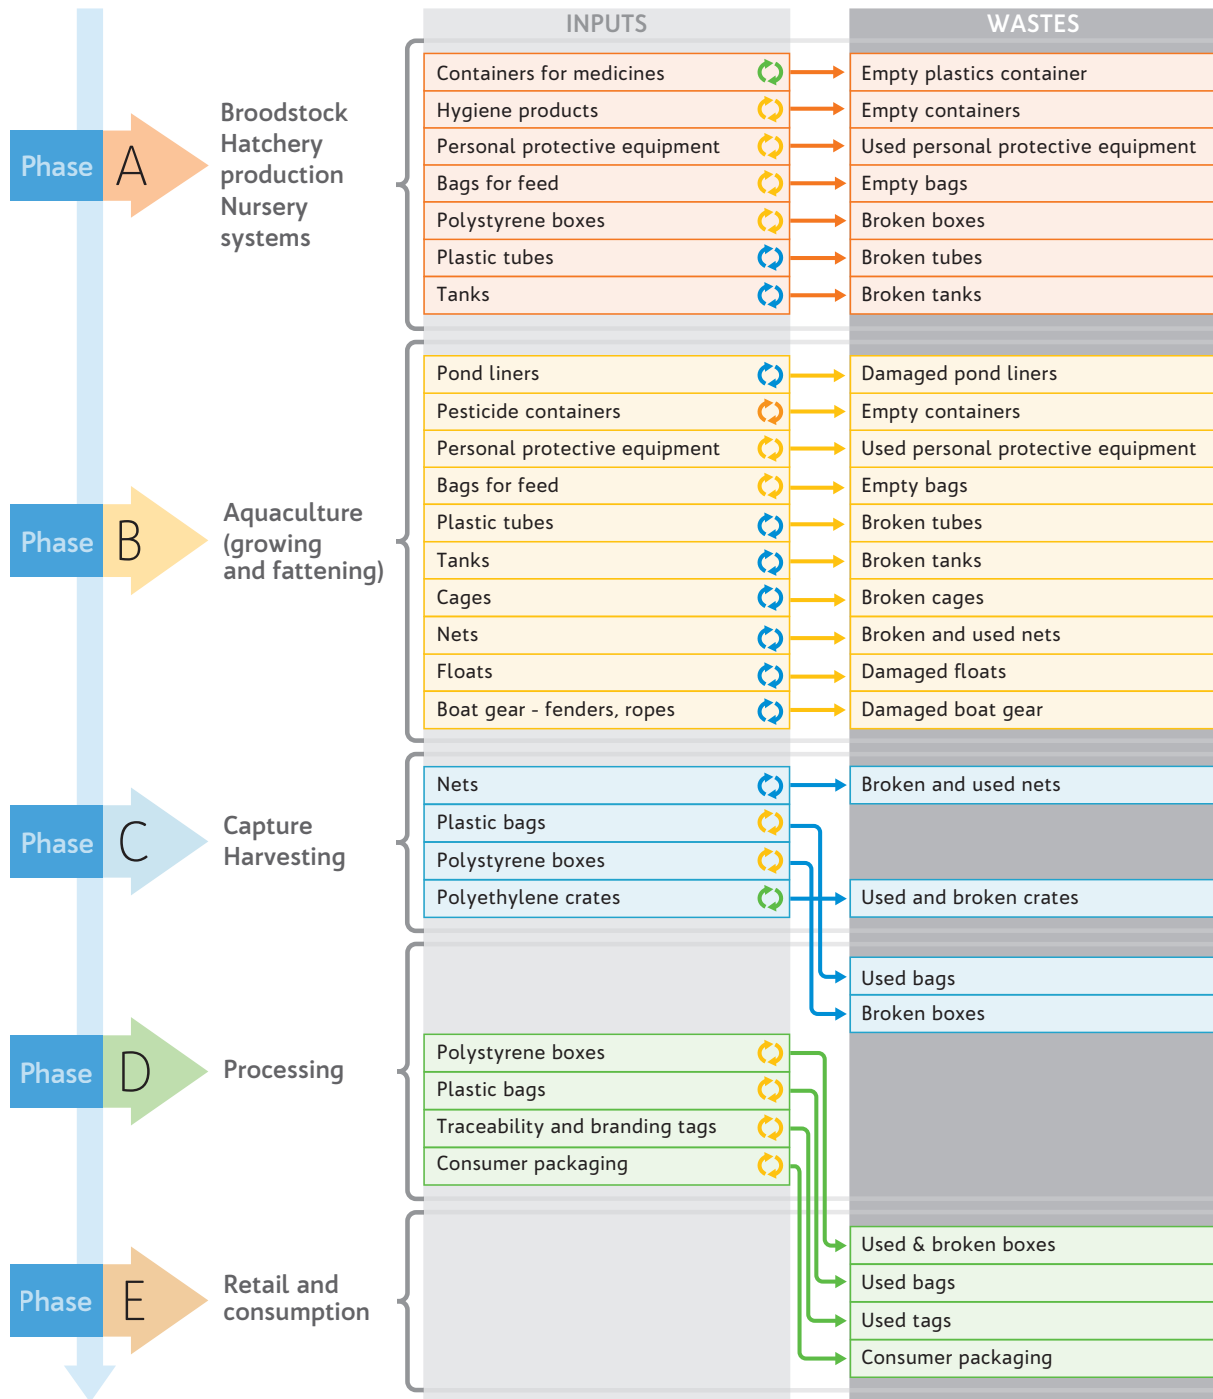 INPUTS
WASTES
Phase A
Broodstock
Hatchery
production
Nursery
systems
Containers for medicines
Empty plastics container
Hygiene products
Empty containers
Personal protective equipment
Used personal protective equipment
Bags for feed
Empty bags
Polystyrene boxes
Broken boxes
Plastic tubes
Broken tubes
Tanks
Broken tanks
Phase B
Aquaculture
(growing
and fattening)
Pond liners
Damaged pond liners
Pesticide containers
Empty containers
Personal protective equipment
Used personal protective equipment
Bags for feed
Empty bags
Plastic tubes
Broken tubes
Tanks
Broken tanks
Cages
Broken cages
Nets
Broken and used nets
Floats
Damaged floats
Boat gear - fenders, ropes
Damaged boat gear
Phase C
Capture
Harvesting
Nets
Broken and used nets
Plastic bags
Polystyrene boxes
Polyethylene crates
Used and broken crates
Used bags
Broken boxes
Phase D
Processing
Polystyrene boxes
Plastic bags
Traceability and branding tags
Consumer packaging
Phase E
Retail and
consumption
Used & broken boxes
Used bags
Used tags
Consumer packaging